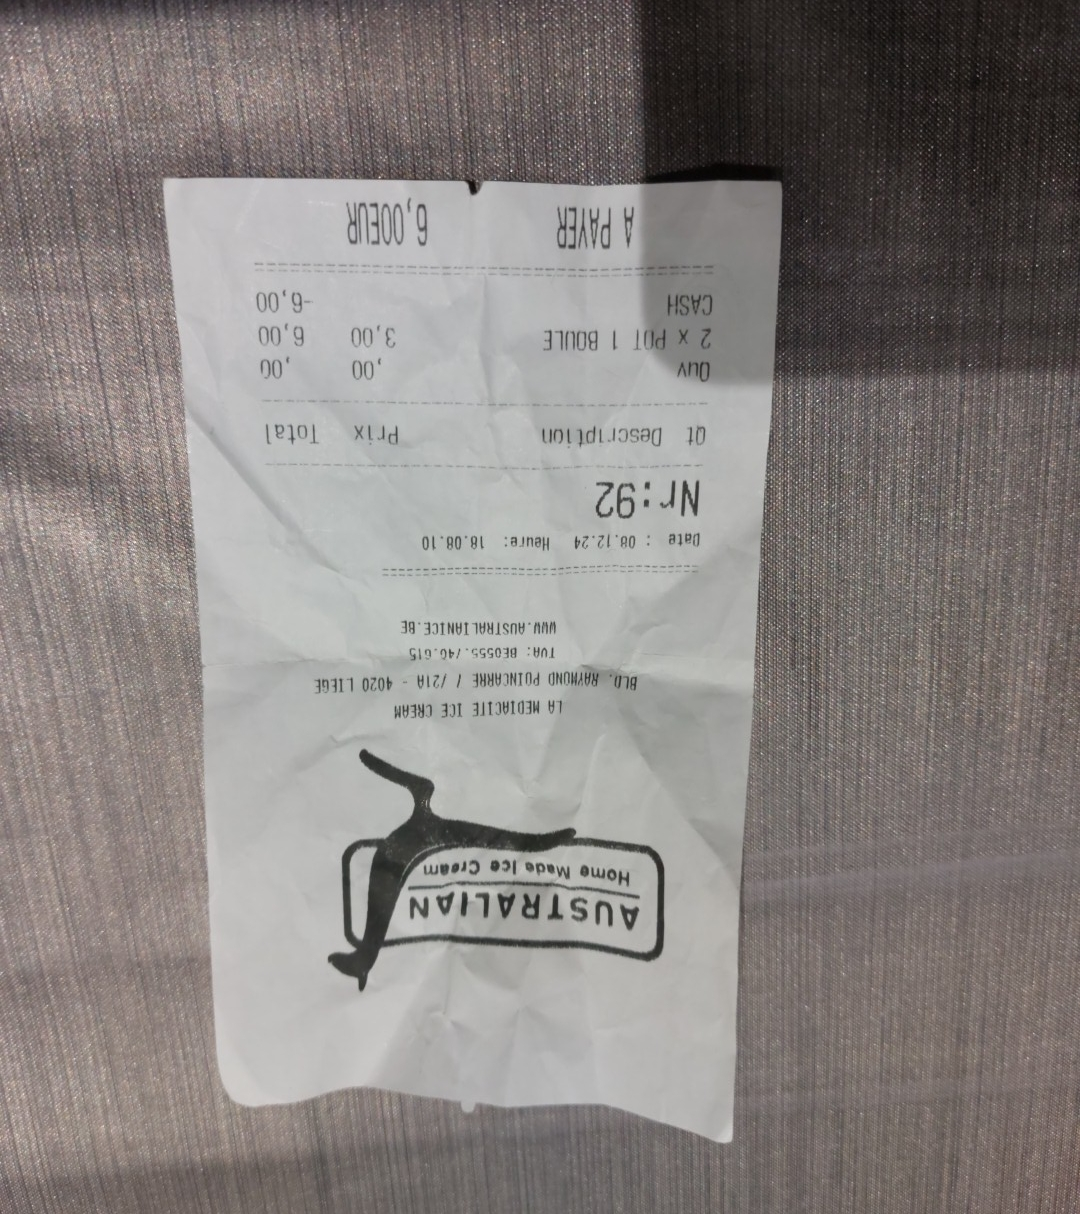 AUSTRALIAN
Home Made Ice Cream
LA MEDIACITE ICE CREAM
BLD. RAYMOND POINCARRE / /21A - 4020 LIEGE
TVA: BE0555.740.615
WWW.AUSTRALIANICE.BE
Date : 08.12.24 Heure: 18.08.10
Nr:92
Qt Description Prix Total
Ouv ,00 ,00
2 x POT 1 BOULE 3,00 6,00
CASH -6,00
A PAYER 6,00EUR